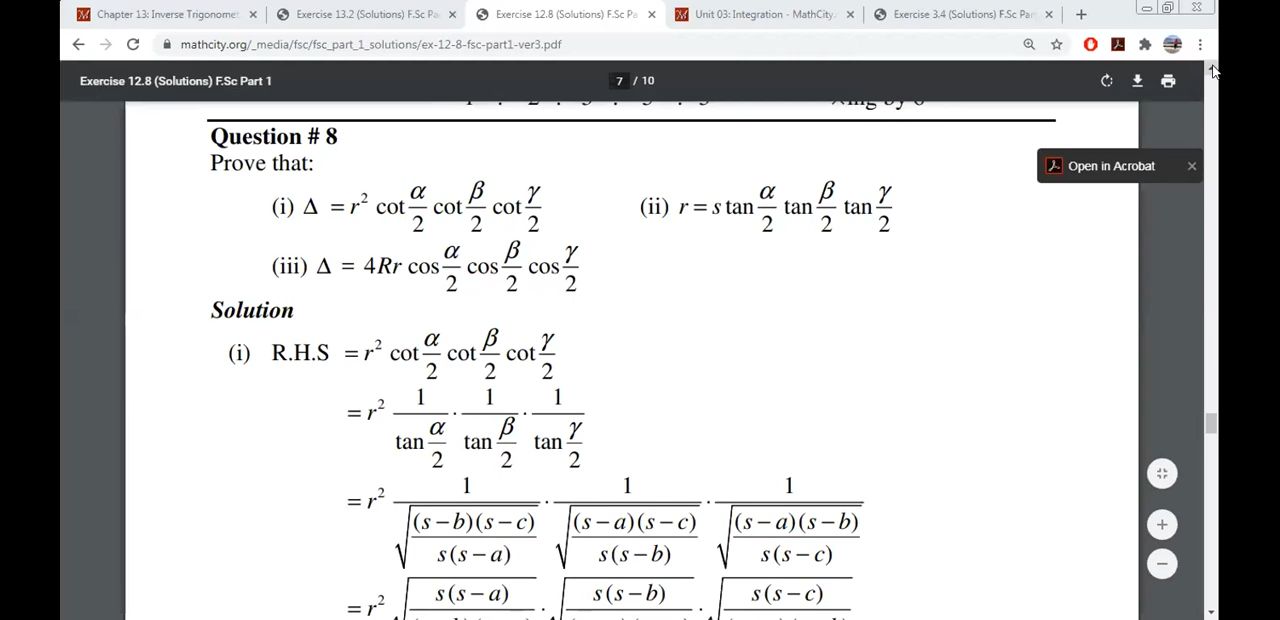 Chapter 13: Inverse Trigonomet
Exercise 13.2 (Solutions) F.Sc Pa
Exercise 12.8 (Solutions) F.Sc Pa
Unit 03: Integration - MathCity.
Exercise 3.4 (Solutions) F.Sc Par
mathcity.org/_media/fsc/fsc_part_1_solutions/ex-12-8-fsc-part1-ver3.pdf
Exercise 12.8 (Solutions) F.Sc Part 1
7 / 10
Question # 8
Open in Acrobat
Prove that:
(i) Δ = r² cot α/2 cot β/2 cot γ/2 (ii) r = s tan α/2 tan β/2 tan γ/2
(iii) Δ = 4Rr cos α/2 cos β/2 cos γ/2
Solution
(i) R.H.S = r² cot α/2 cot β/2 cot γ/2
= r² 1/(tan α/2) · 1/(tan β/2) · 1/(tan γ/2)
= r² 1/√((s−b)(s−c)/s(s−a)) · 1/√((s−a)(s−c)/s(s−b)) · 1/√((s−a)(s−b)/s(s−c))
= r² √(s(s−a) · √(s(s−b) · √(s(s−c)